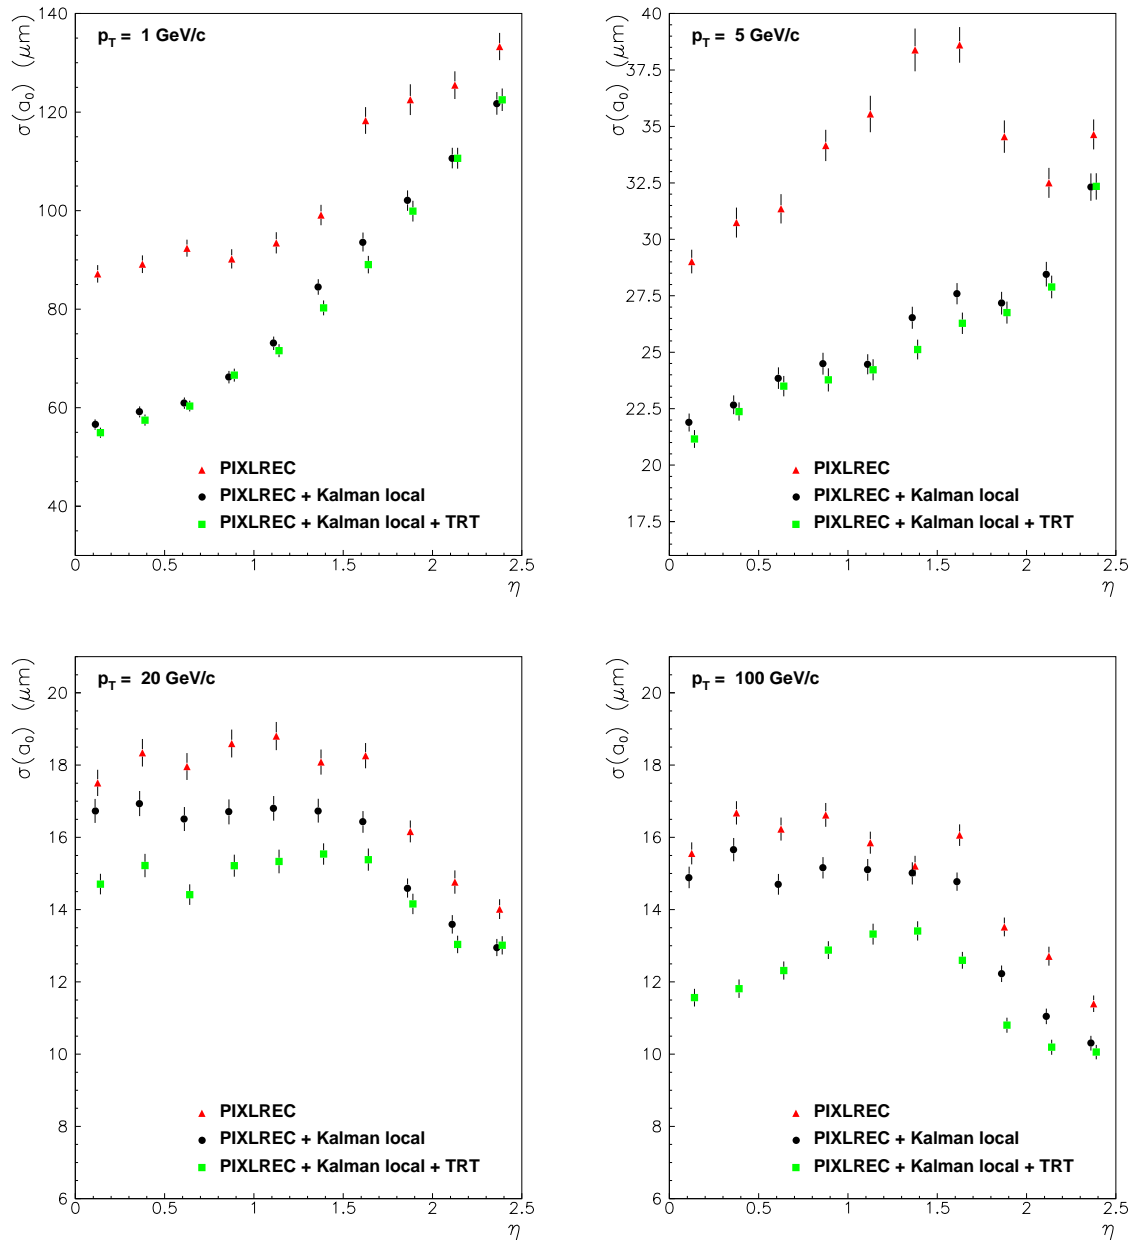 σ(a₀) (μm)
p_T = 1 GeV/c
140
120
100
80
60
40
PIXLREC
PIXLREC + Kalman local
PIXLREC + Kalman local + TRT
0 0.5 1 1.5 2 2.5
η
σ(a₀) (μm)
p_T = 5 GeV/c
40
37.5
35
32.5
30
27.5
25
22.5
20
17.5
PIXLREC
PIXLREC + Kalman local
PIXLREC + Kalman local + TRT
0 0.5 1 1.5 2 2.5
η
σ(a₀) (μm)
p_T = 20 GeV/c
20
18
16
14
12
10
8
6
PIXLREC
PIXLREC + Kalman local
PIXLREC + Kalman local + TRT
0 0.5 1 1.5 2 2.5
η
σ(a₀) (μm)
p_T = 100 GeV/c
20
18
16
14
12
10
8
6
PIXLREC
PIXLREC + Kalman local
PIXLREC + Kalman local + TRT
0 0.5 1 1.5 2 2.5
η